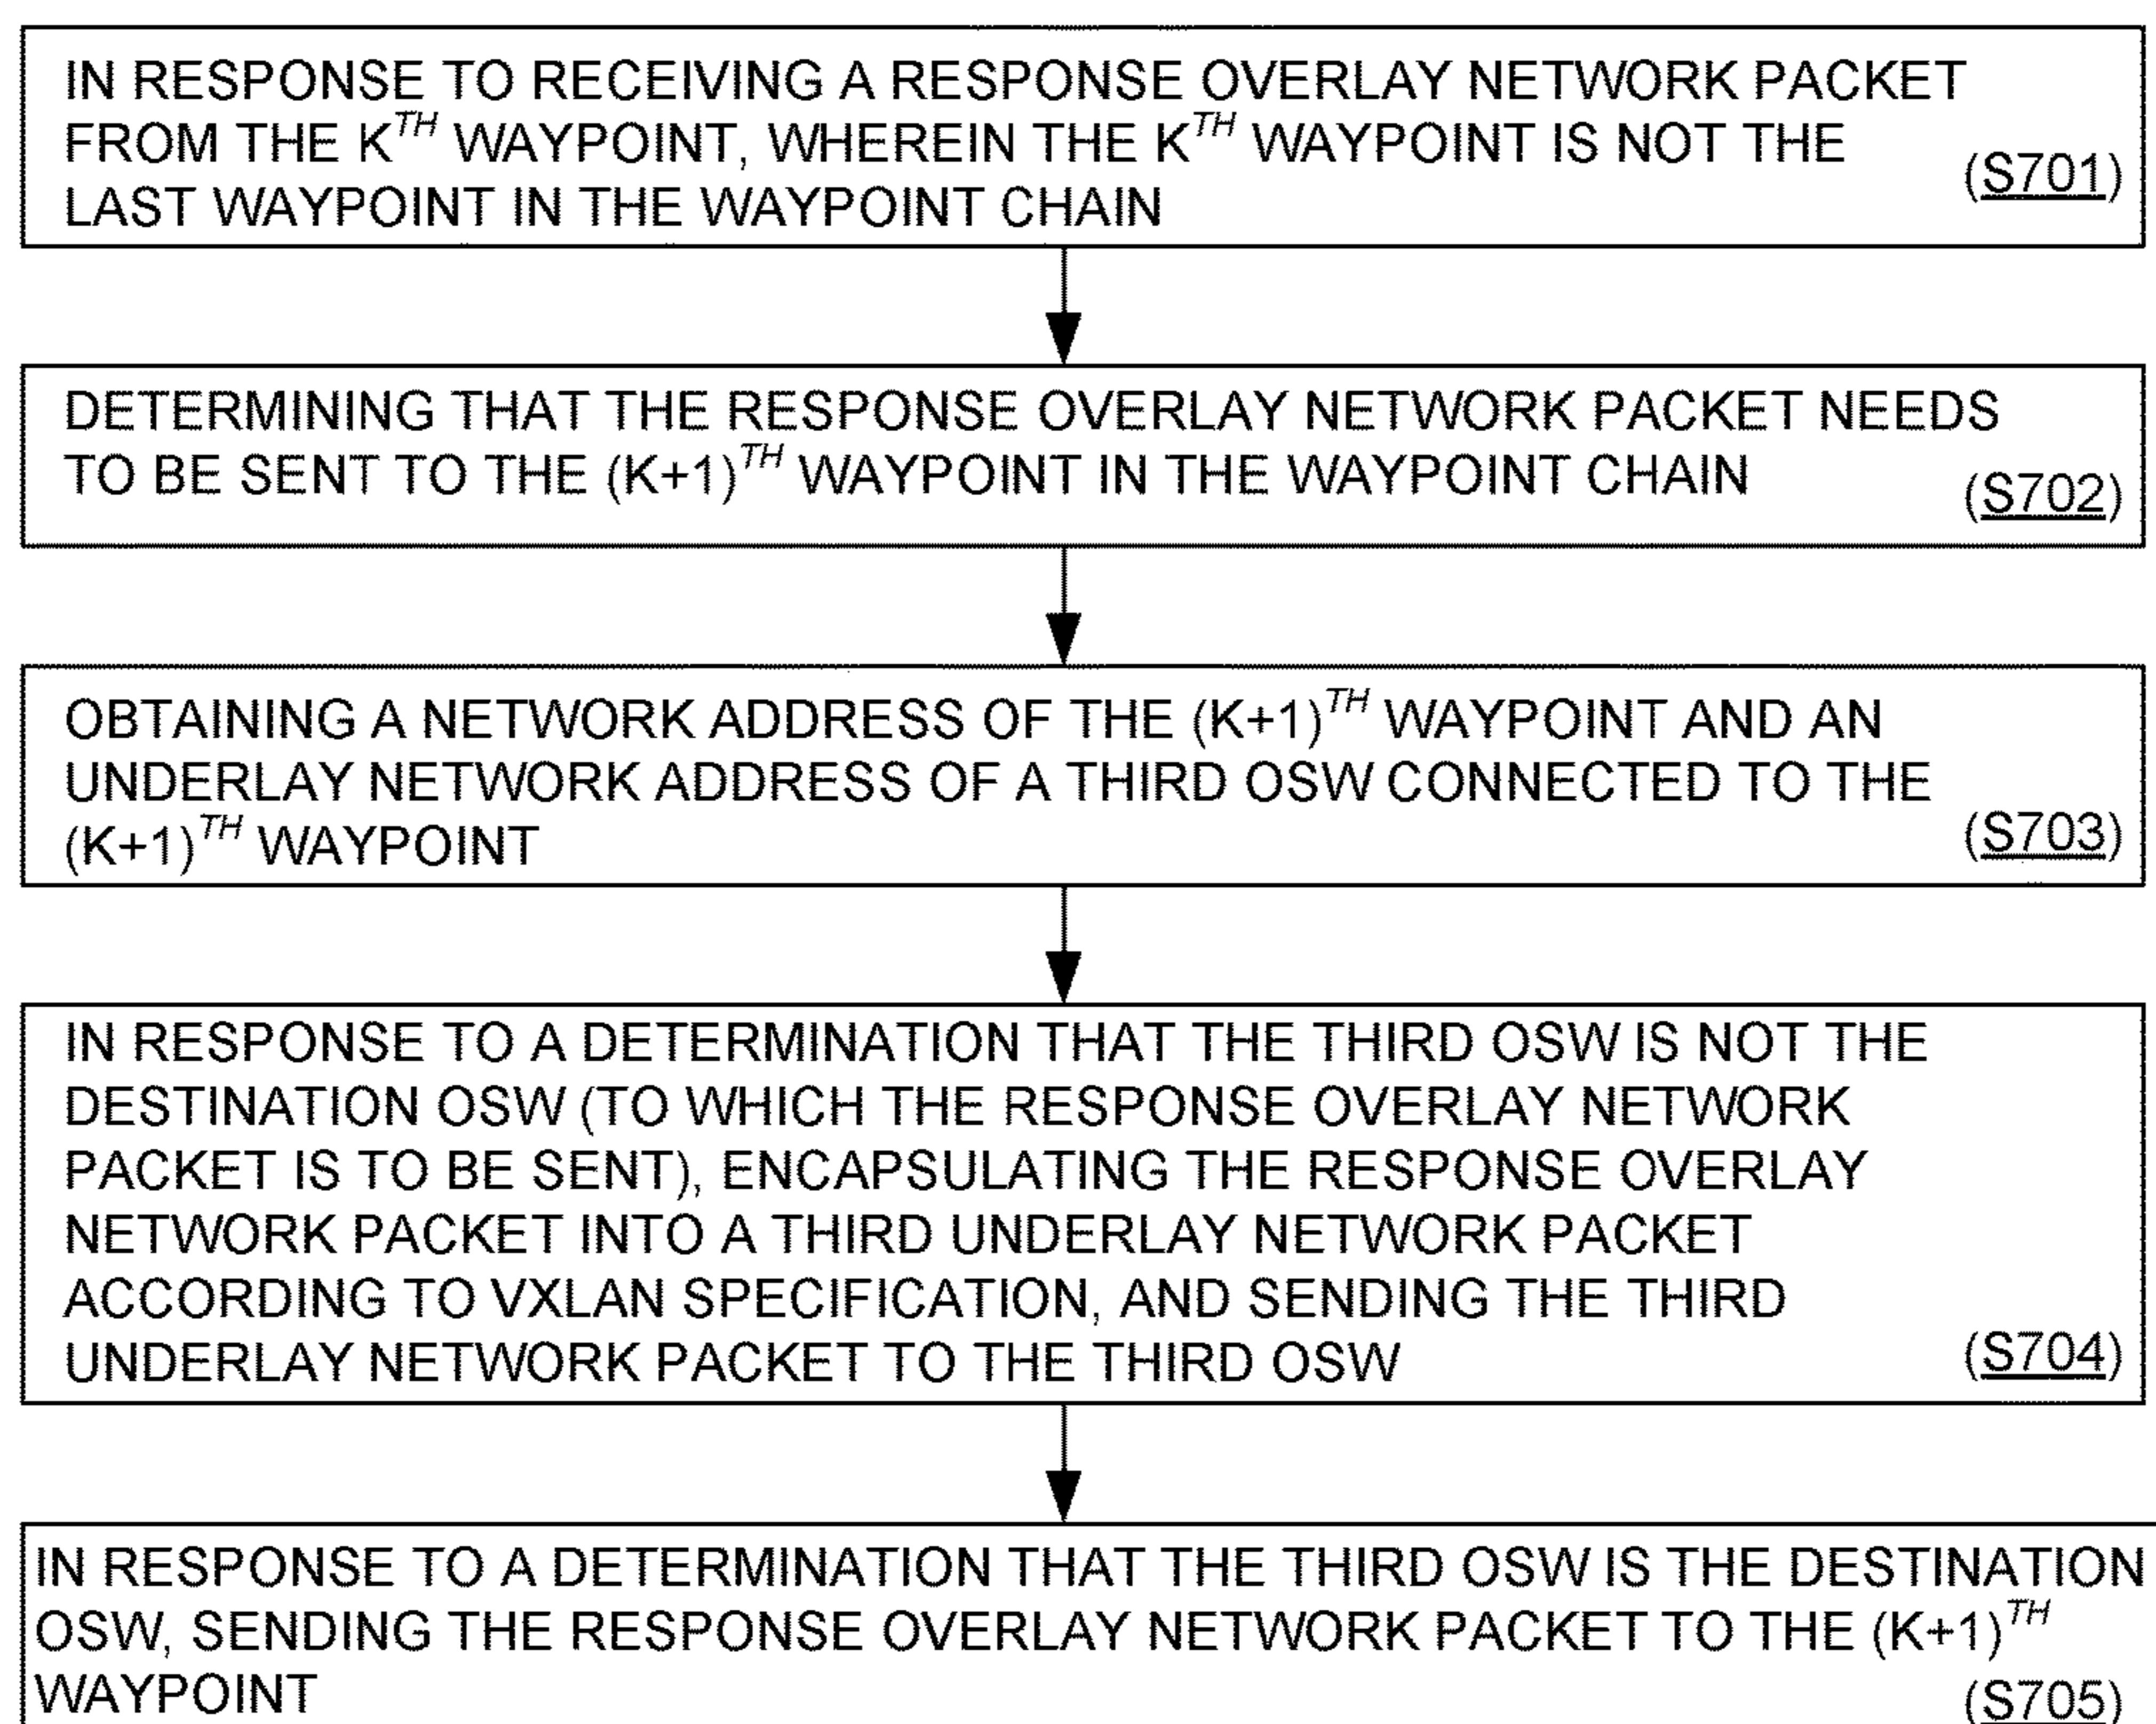 IN RESPONSE TO RECEIVING A RESPONSE OVERLAY NETWORK PACKET
FROM THE K^TH WAYPOINT, WHEREIN THE K^TH WAYPOINT IS NOT THE
LAST WAYPOINT IN THE WAYPOINT CHAIN
(S701)
DETERMINING THAT THE RESPONSE OVERLAY NETWORK PACKET NEEDS
TO BE SENT TO THE (K+1)^TH WAYPOINT IN THE WAYPOINT CHAIN
(S702)
OBTAINING A NETWORK ADDRESS OF THE (K+1)^TH WAYPOINT AND AN
UNDERLAY NETWORK ADDRESS OF A THIRD OSW CONNECTED TO THE
(K+1)^TH WAYPOINT
(S703)
IN RESPONSE TO A DETERMINATION THAT THE THIRD OSW IS NOT THE
DESTINATION OSW (TO WHICH THE RESPONSE OVERLAY NETWORK
PACKET IS TO BE SENT), ENCAPSULATING THE RESPONSE OVERLAY
NETWORK PACKET INTO A THIRD UNDERLAY NETWORK PACKET
ACCORDING TO VXLAN SPECIFICATION, AND SENDING THE THIRD
UNDERLAY NETWORK PACKET TO THE THIRD OSW
(S704)
IN RESPONSE TO A DETERMINATION THAT THE THIRD OSW IS THE DESTINATION
OSW, SENDING THE RESPONSE OVERLAY NETWORK PACKET TO THE (K+1)^TH
WAYPOINT
(S705)